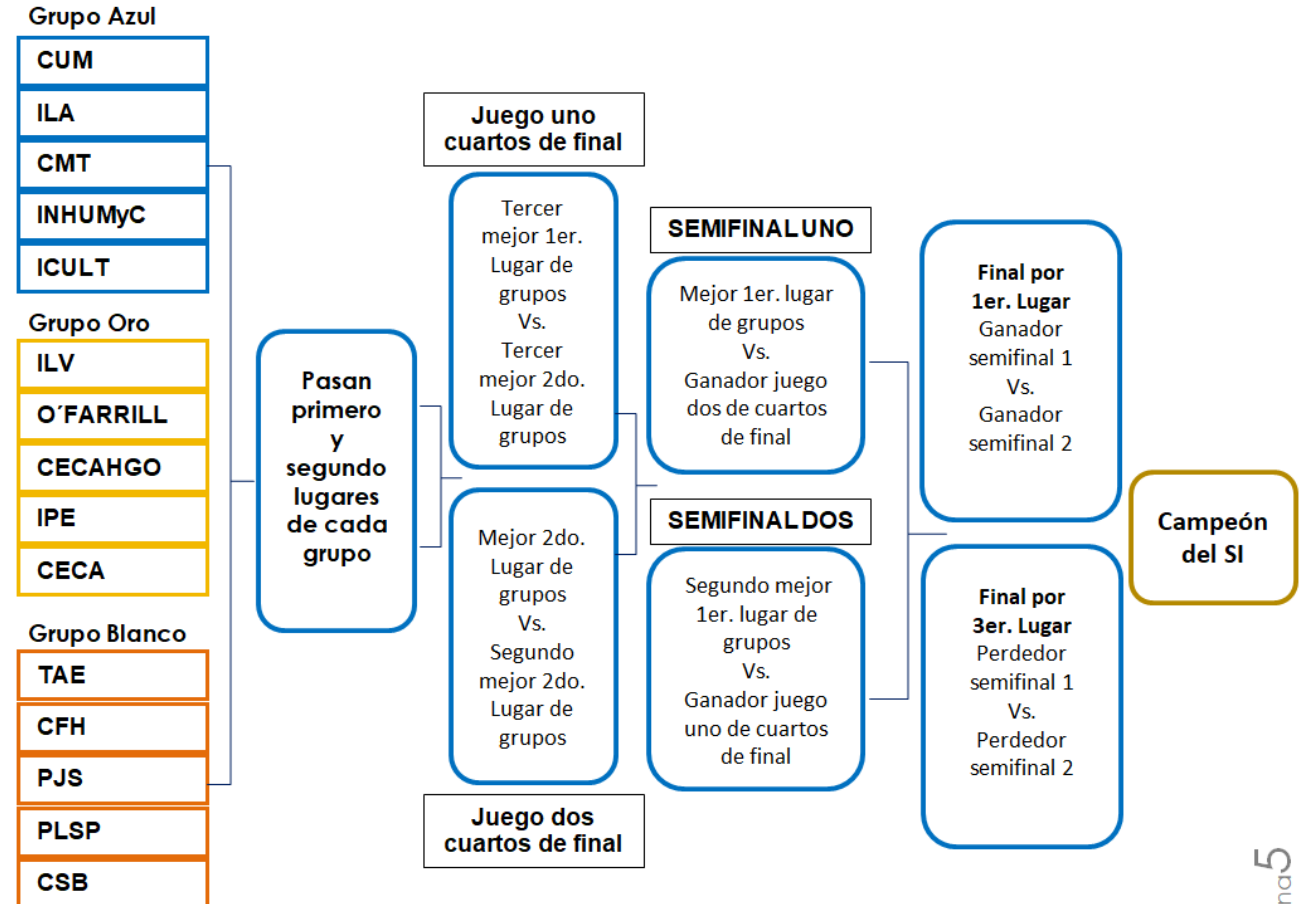 Grupo Azul
CUM
ILA
CMT
INHUMyC
ICULT
Grupo Oro
ILV
O´FARRILL
CECAHGO
IPE
CECA
Grupo Blanco
TAE
CFH
PJS
PLSP
CSB
Pasan
primero
y
segundo
lugares
de cada
grupo
Juego uno
cuartos de final
Tercer
mejor 1er.
Lugar de
grupos
Vs.
Tercer
mejor 2do.
Lugar de
grupos
Mejor 2do.
Lugar de
grupos
Vs.
Segundo
mejor 2do.
Lugar de
grupos
Juego dos
cuartos de final
SEMIFINAL UNO
Mejor 1er. lugar
de grupos
Vs.
Ganador juego
dos de cuartos
de final
SEMIFINAL DOS
Segundo mejor
1er. lugar de
grupos
Vs.
Ganador juego
uno de cuartos
de final
Final por
1er. Lugar
Ganador
semifinal 1
Vs.
Ganador
semifinal 2
Final por
3er. Lugar
Perdedor
semifinal 1
Vs.
Perdedor
semifinal 2
Campeón
del SI
na5